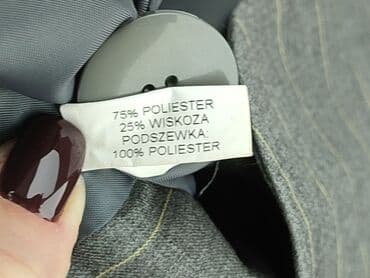 75% POLIESTER
25% WISKOZA
PODSZEWKA:
100% POLIESTER